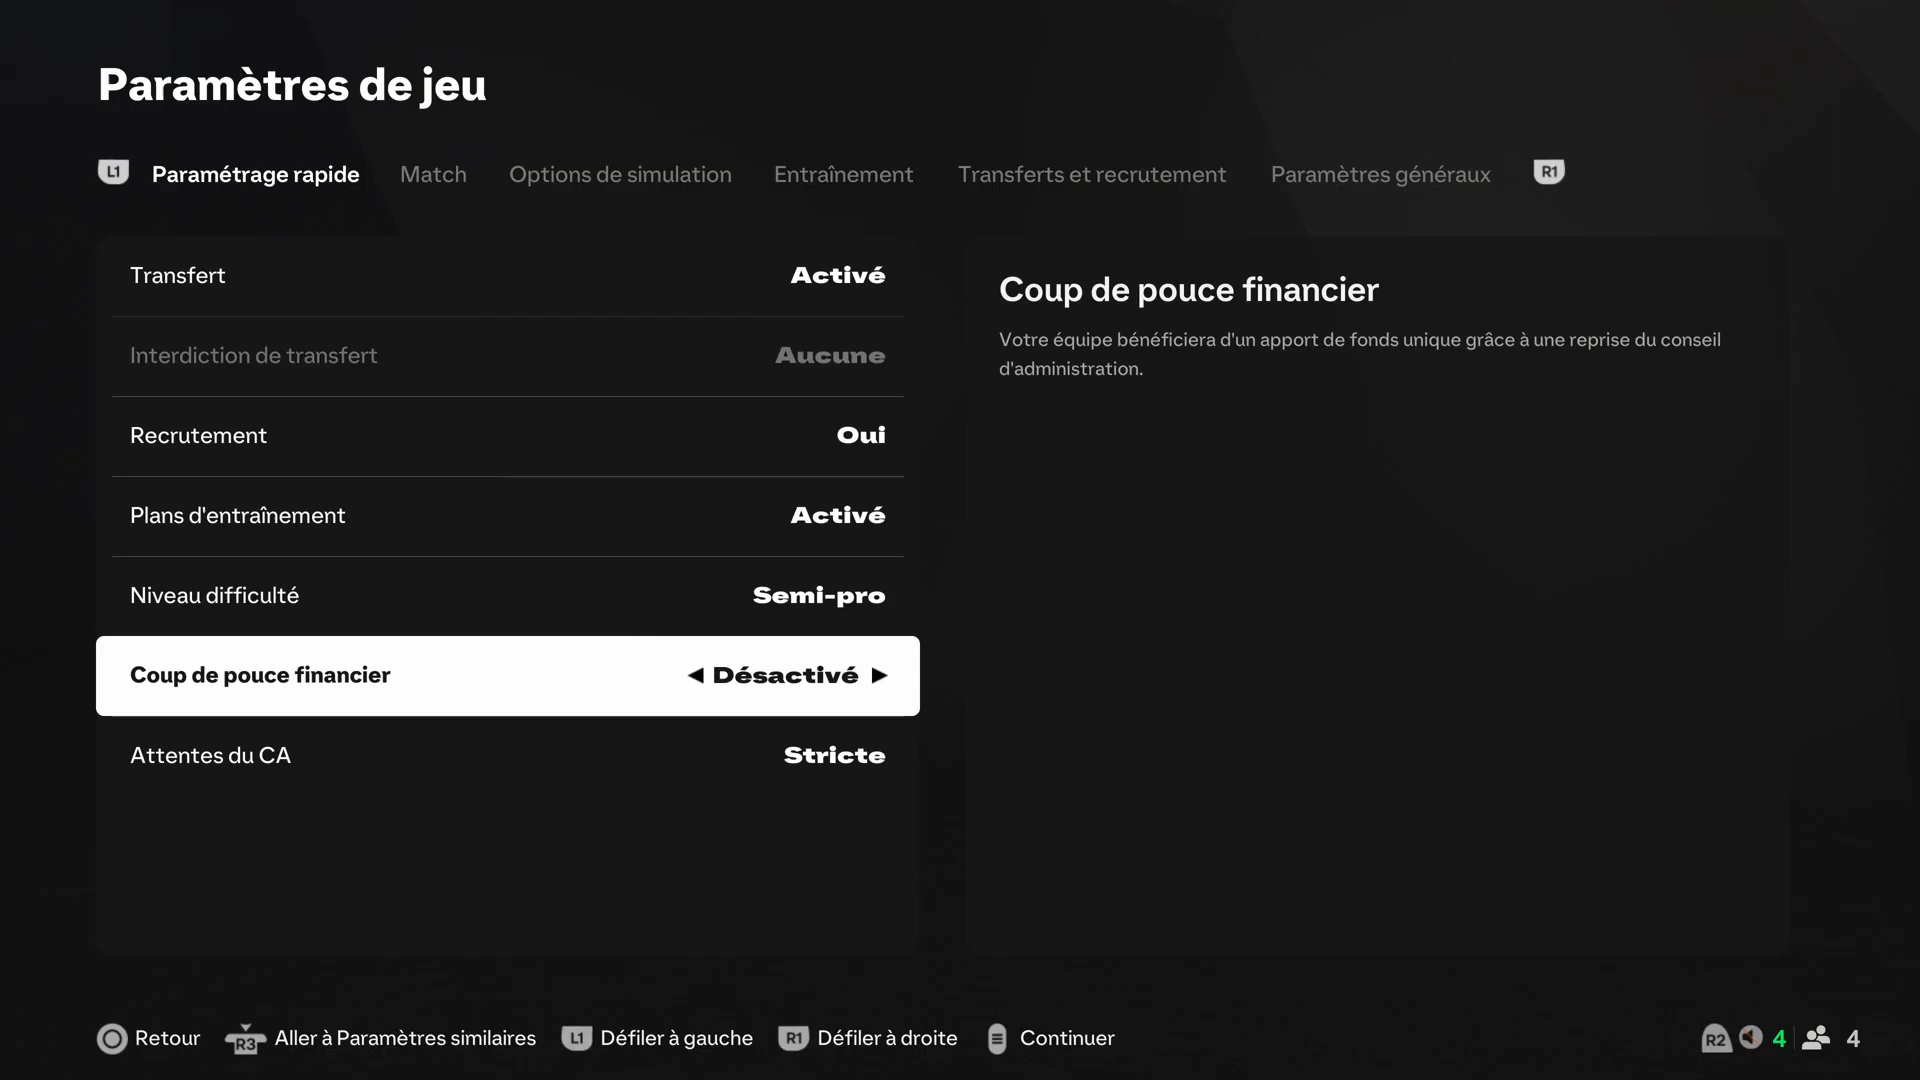 Paramètres de jeu
L1 Paramétrage rapide Match Options de simulation Entraînement Transferts et recrutement Paramètres généraux R1
Transfert Activé
Interdiction de transfert Aucune
Recrutement Oui
Plans d'entraînement Activé
Niveau difficulté Semi-pro
Coup de pouce financier Désactivé
Attentes du CA Stricte
Coup de pouce financier
Votre équipe bénéficiera d'un apport de fonds unique grâce à une reprise du conseil
d'administration.
Retour R3 Aller à Paramètres similaires L1 Défiler à gauche R1 Défiler à droite Continuer R2 4 4